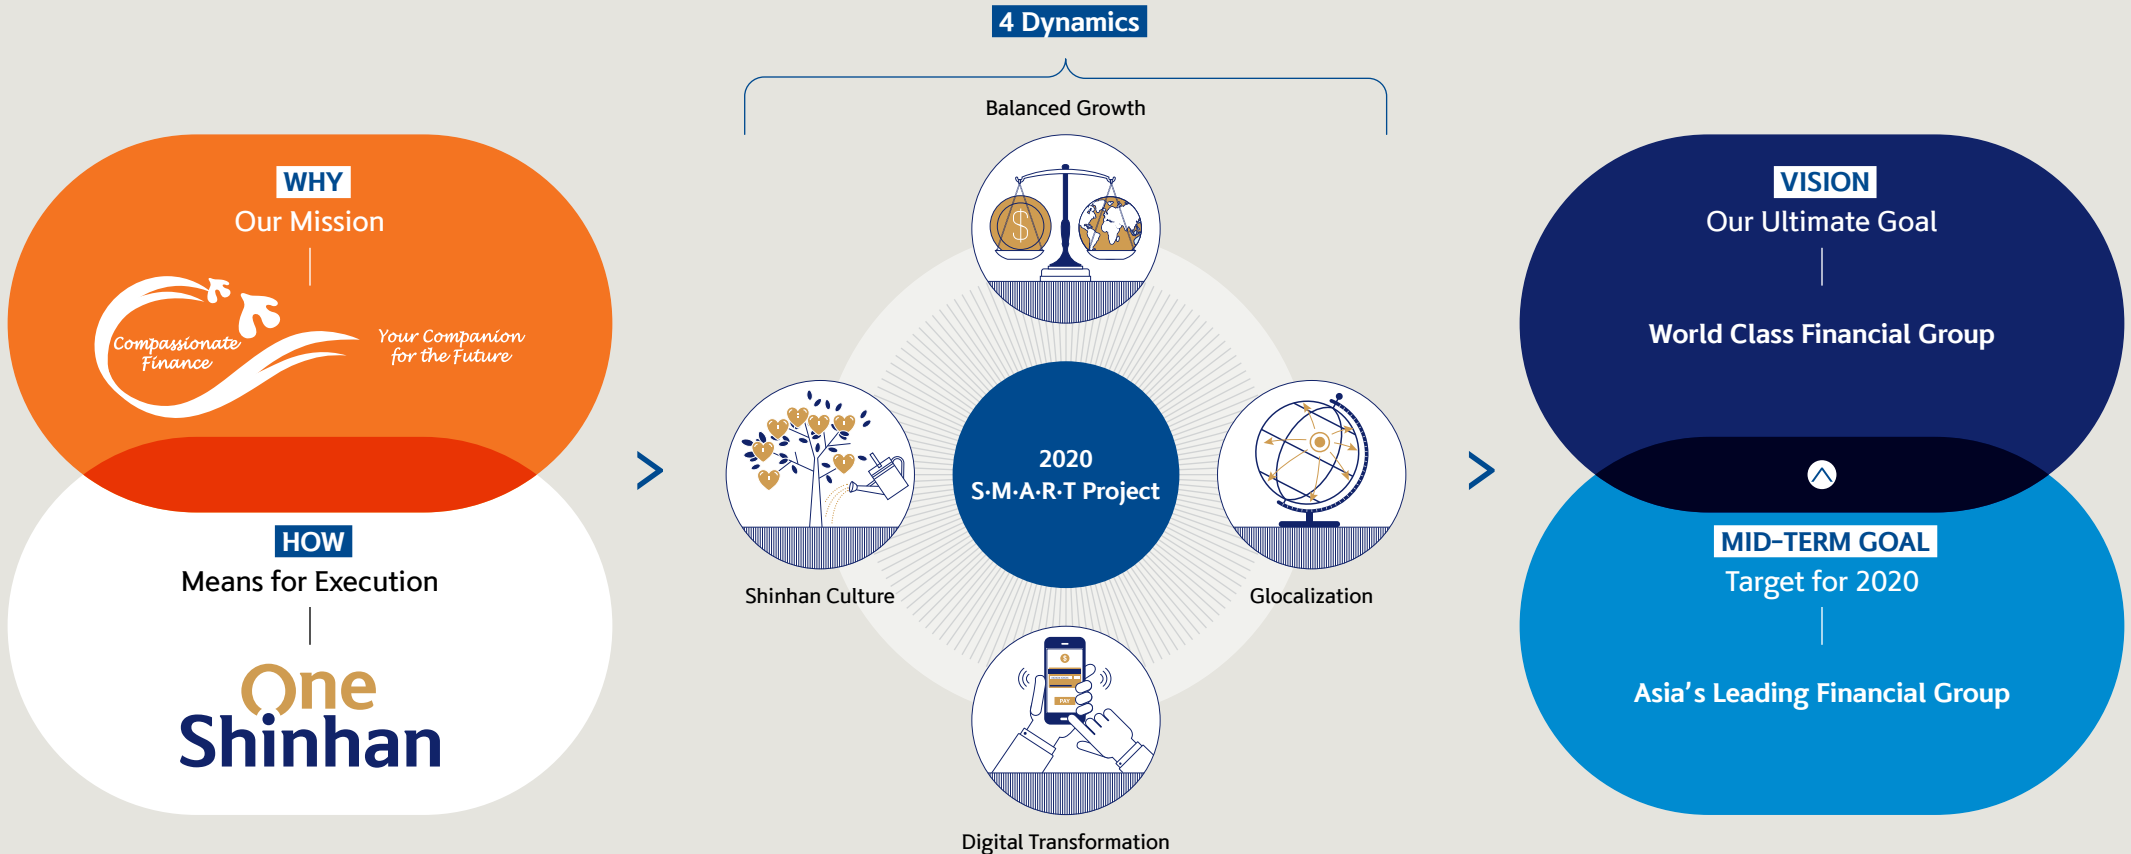 4 Dynamics
Balanced Growth
WHY
Our Mission
Compassionate
Finance
Your Companion
for the Future
HOW
Means for Execution
One
Shinhan
$
2020
S·M·A·R·T Project
Shinhan Culture
Glocalization
$
PAY
Digital Transformation
VISION
Our Ultimate Goal
World Class Financial Group
MID-TERM GOAL
Target for 2020
Asia's Leading Financial Group